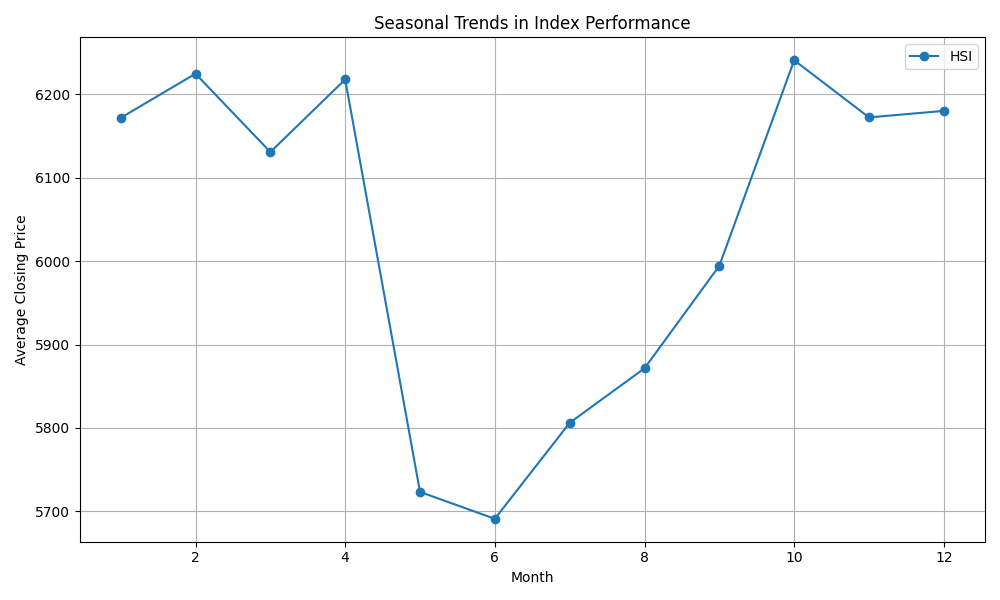 Seasonal Trends in Index Performance
HSI
Average Closing Price
6200
6100
6000
5900
5800
5700
2 4 6 8 10 12
Month